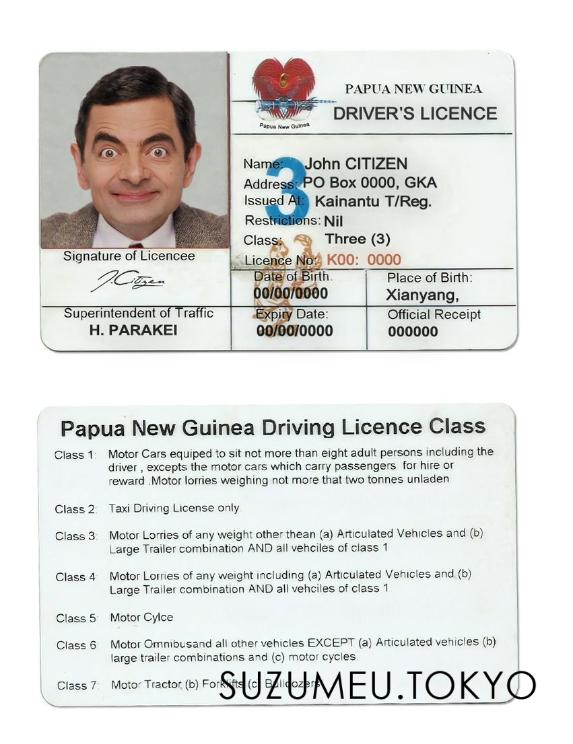 PAPUA NEW GUINEA
DRIVER'S LICENCE
Papua New Guinea
3
Name: John CITIZEN
Address: PO Box 0000, GKA
Issued At: Kainantu T/Reg.
Restrictions: Nil
Class: Three (3)
Licence No: K00: 0000
Signature of Licencee
J.Citizen
Date of Birth
00/00/0000
Place of Birth:
Xianyang,
Superintendent of Traffic
H. PARAKEI
Expiry Date:
00/00/0000
Official Receipt
000000
Papua New Guinea Driving Licence Class
Class 1: Motor Cars equiped to sit not more than eight adult persons including the
driver , excepts the motor cars which carry passengers for hire or
reward .Motor lorries weighing not more that two tonnes unladen
Class 2: Taxi Driving License only
Class 3: Motor Lorries of any weight other thean (a) Articulated Vehicles and (b)
Large Trailer combination AND all vehciles of class 1
Class 4 Motor Lorries of any weight including (a) Articulated Vehicles and (b)
Large Trailer combination AND all vehicles of class 1
Class 5: Motor Cylce
Class 6 Motor Omnibusand all other vehicles EXCEPT (a) Articulated vehicles (b)
large trailer combinations and (c) motor cycles.
Class 7: Motor Tractor, (b) Forklifts (c) Bulldozers
SUZUMEU.TOKYO